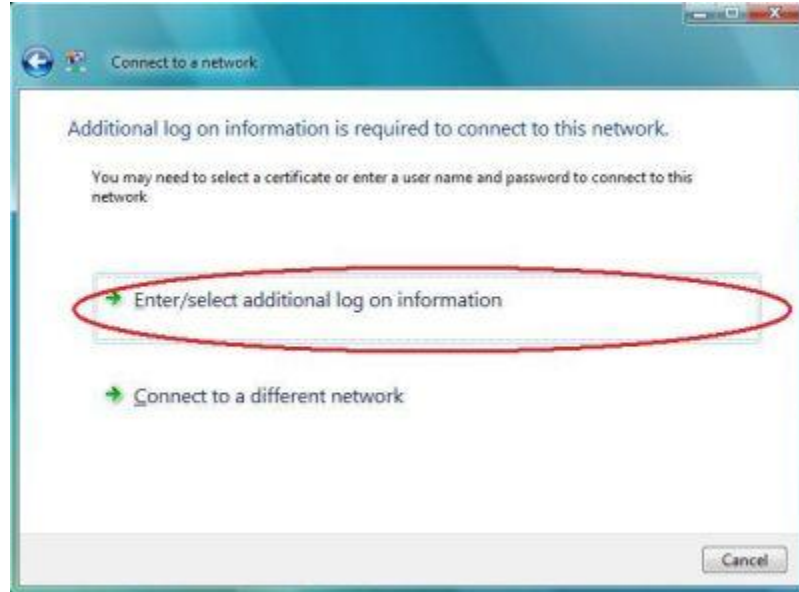 Connect to a network
Additional log on information is required to connect to this network.
You may need to select a certificate or enter a user name and password to connect to this
network
Enter/select additional log on information
Connect to a different network
Cancel